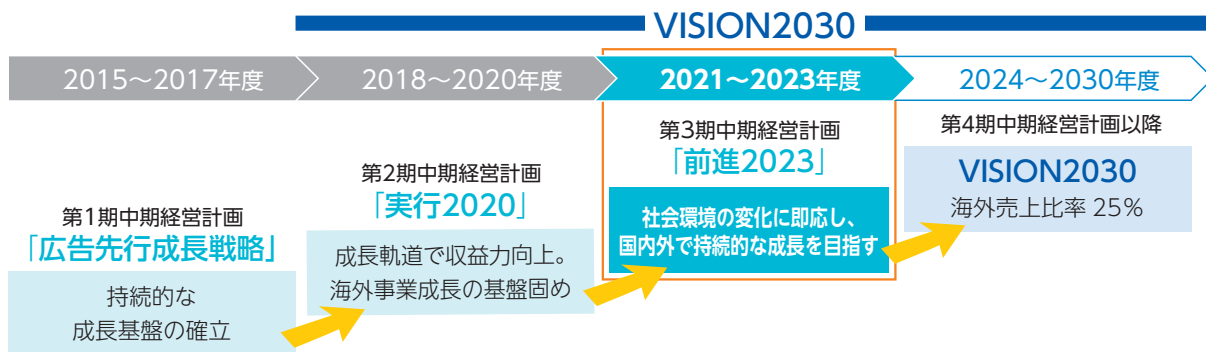 VISION2030
2015～2017年度
2018～2020年度
2021～2023年度
2024～2030年度
第1期中期経営計画
「広告先行成長戦略」
持続的な
成長基盤の確立
第2期中期経営計画
「実行2020」
成長軌道で収益力向上。
海外事業成長の基盤固め
第3期中期経営計画
「前進2023」
社会環境の変化に即応し、
国内外で持続的な成長を目指す
第4期中期経営計画以降
VISION2030
海外売上比率 25%